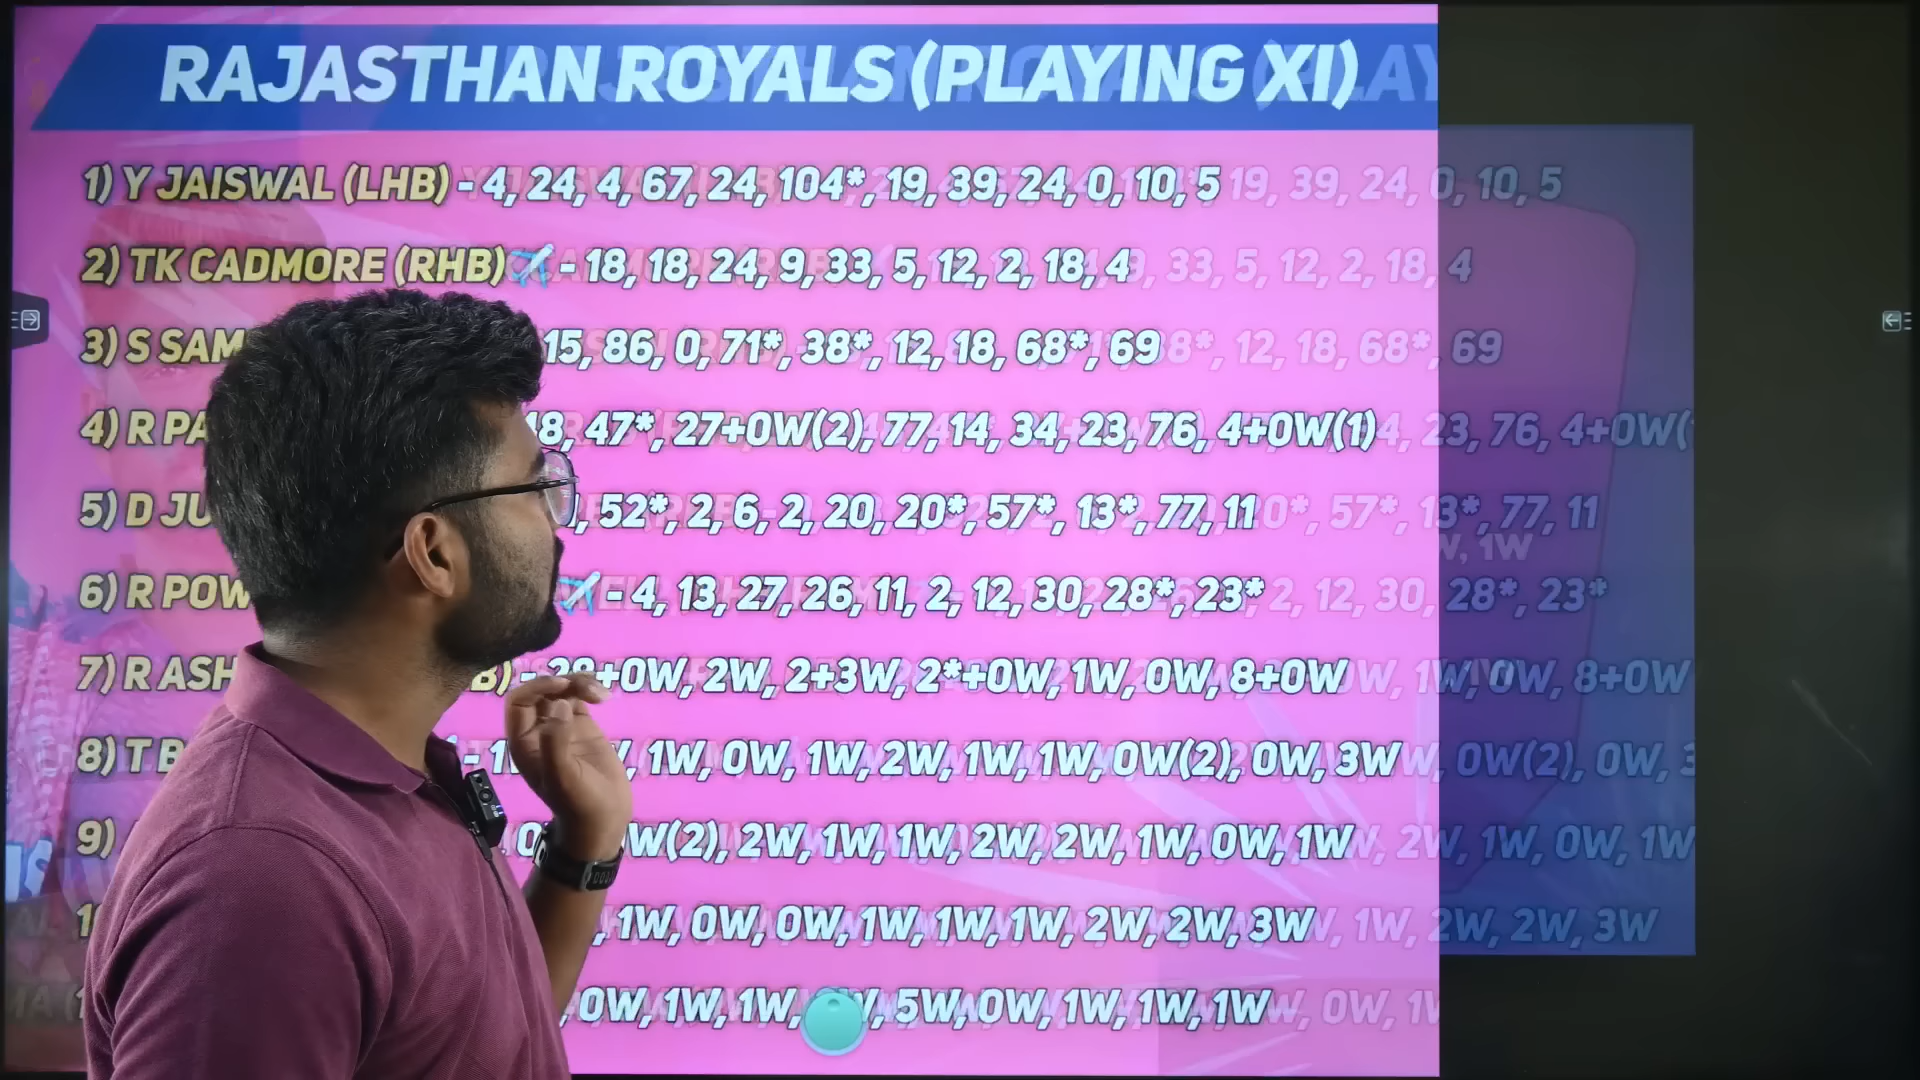 RAJASTHAN ROYALS (PLAYING XI)
1) Y JAISWAL (LHB) - 4, 24, 4, 67, 24, 104*, 19, 39, 24, 0, 10, 5
2) TK CADMORE (RHB) ✈️ - 18, 18, 24, 9, 33, 5, 12, 2, 18, 4
3) S SAM 15, 86, 0, 71*, 38*, 12, 18, 68*, 69
4) R PA 48, 47*, 27+0W(2), 77, 14, 34, 23, 76, 4+0W(1)
5) D JU , 52*, 2, 6, 2, 20, 20*, 57*, 13*, 77, 11
6) R POW ✈️ - 4, 13, 27, 26, 11, 2, 12, 30, 28*, 23*
7) R ASH B) - +0W, 2W, 2+3W, 2*+0W, 1W, 0W, 8+0W
8) T B - 1 , 1W, 0W, 1W, 2W, 1W, 1W, 0W(2), 0W, 3W
9) 0 W(2), 2W, 1W, 1W, 2W, 2W, 1W, 0W, 1W
1 , 1W, 0W, 0W, 1W, 1W, 1W, 2W, 2W, 3W
, 0W, 1W, 1W, W, 5W, 0W, 1W, 1W, 1W